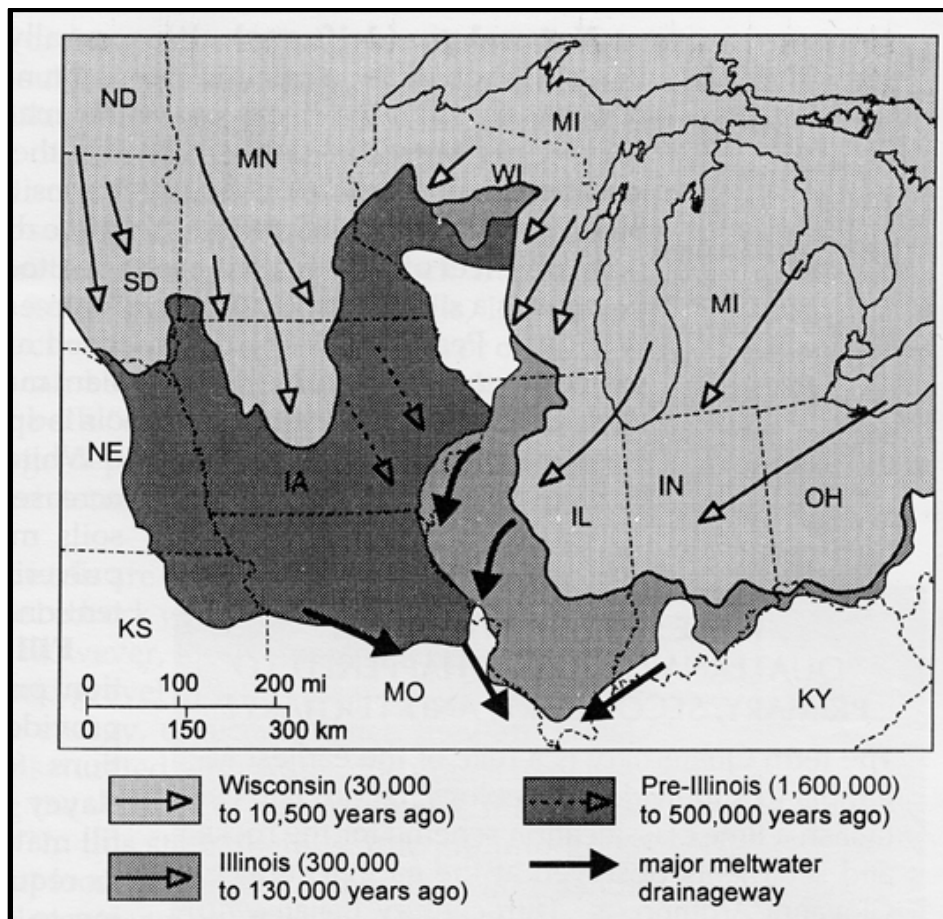 ND
MN
MI
WI
SD
MI
NE
IA
IL
IN
OH
KS
MO
KY
0 100 200 mi
0 150 300 km
Wisconsin (30,000
to 10,500 years ago)
Pre-Illinois (1,600,000)
to 500,000 years ago)
Illinois (300,000
to 130,000 years ago)
major meltwater
drainageway